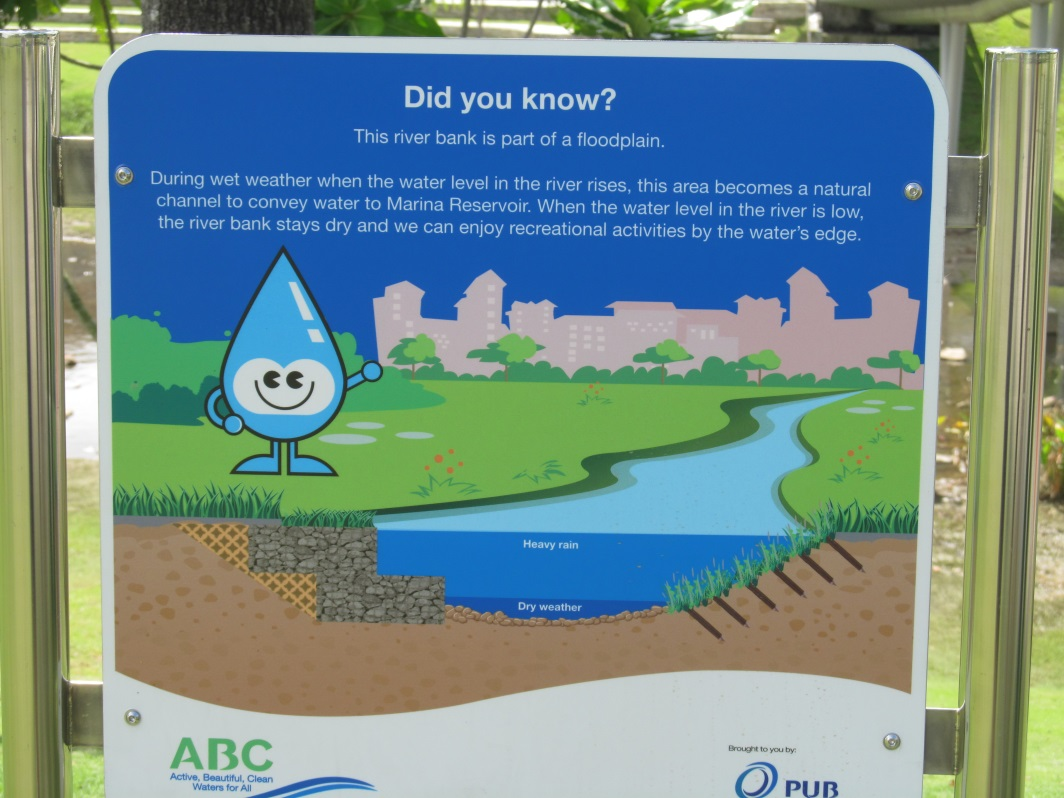 Did you know?
This river bank is part of a floodplain.
During wet weather when the water level in the river rises, this area becomes a natural
channel to convey water to Marina Reservoir. When the water level in the river is low,
the river bank stays dry and we can enjoy recreational activities by the water's edge.
Heavy rain
Dry weather
ABC
Active, Beautiful, Clean
Waters for All
Brought to you by:
PUB